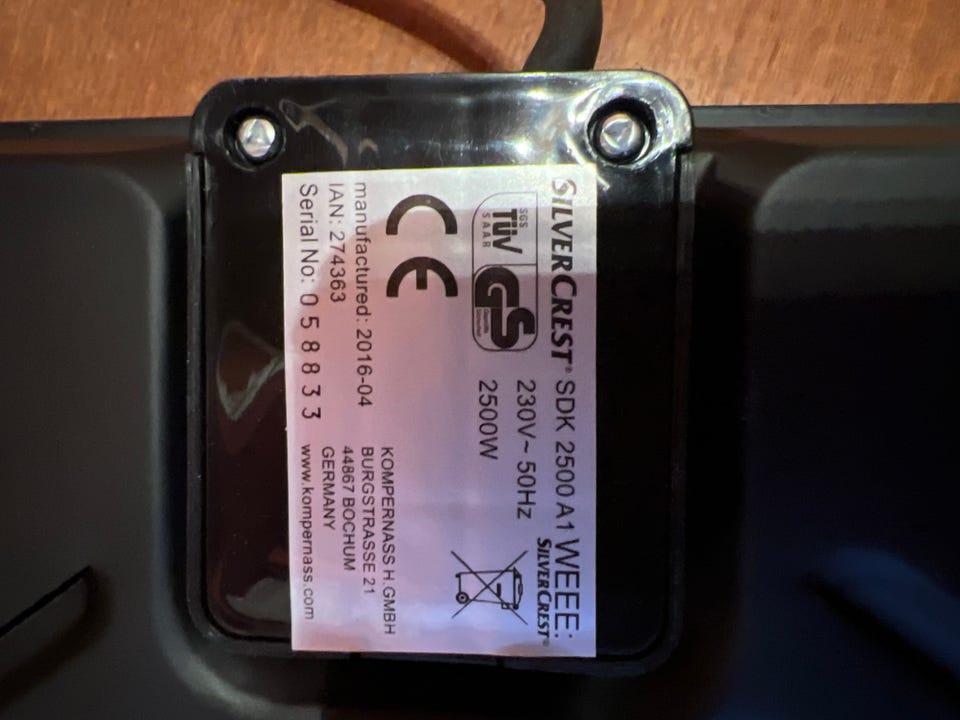 SILVERCREST® SDK 2500 A1 WEEE:
SILVERCREST®
SGS
TÜV
SAAR
GS
230V~ 50Hz
2500W
CE
manufactured: 2016-04
IAN: 274363
Serial No: 0 5 8 8 3 3
KOMPERNASS H.GMBH
BURGSTRASSE 21
44867 BOCHUM
GERMANY
www.kompernass.com